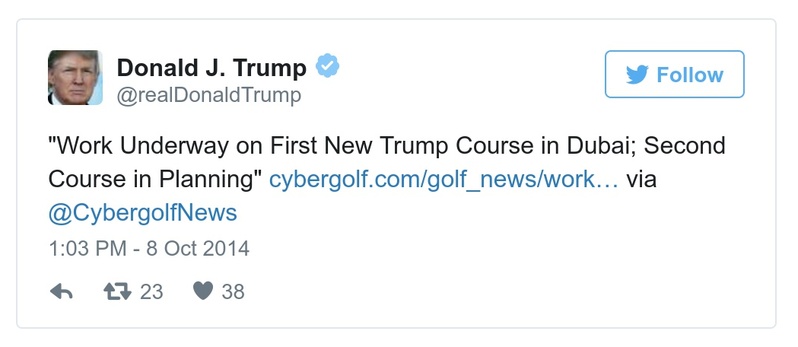 Donald J. Trump
@realDonaldTrump
Follow
"Work Underway on First New Trump Course in Dubai; Second
Course in Planning" cybergolf.com/golf_news/work… via
@CybergolfNews
1:03 PM - 8 Oct 2014
23 38